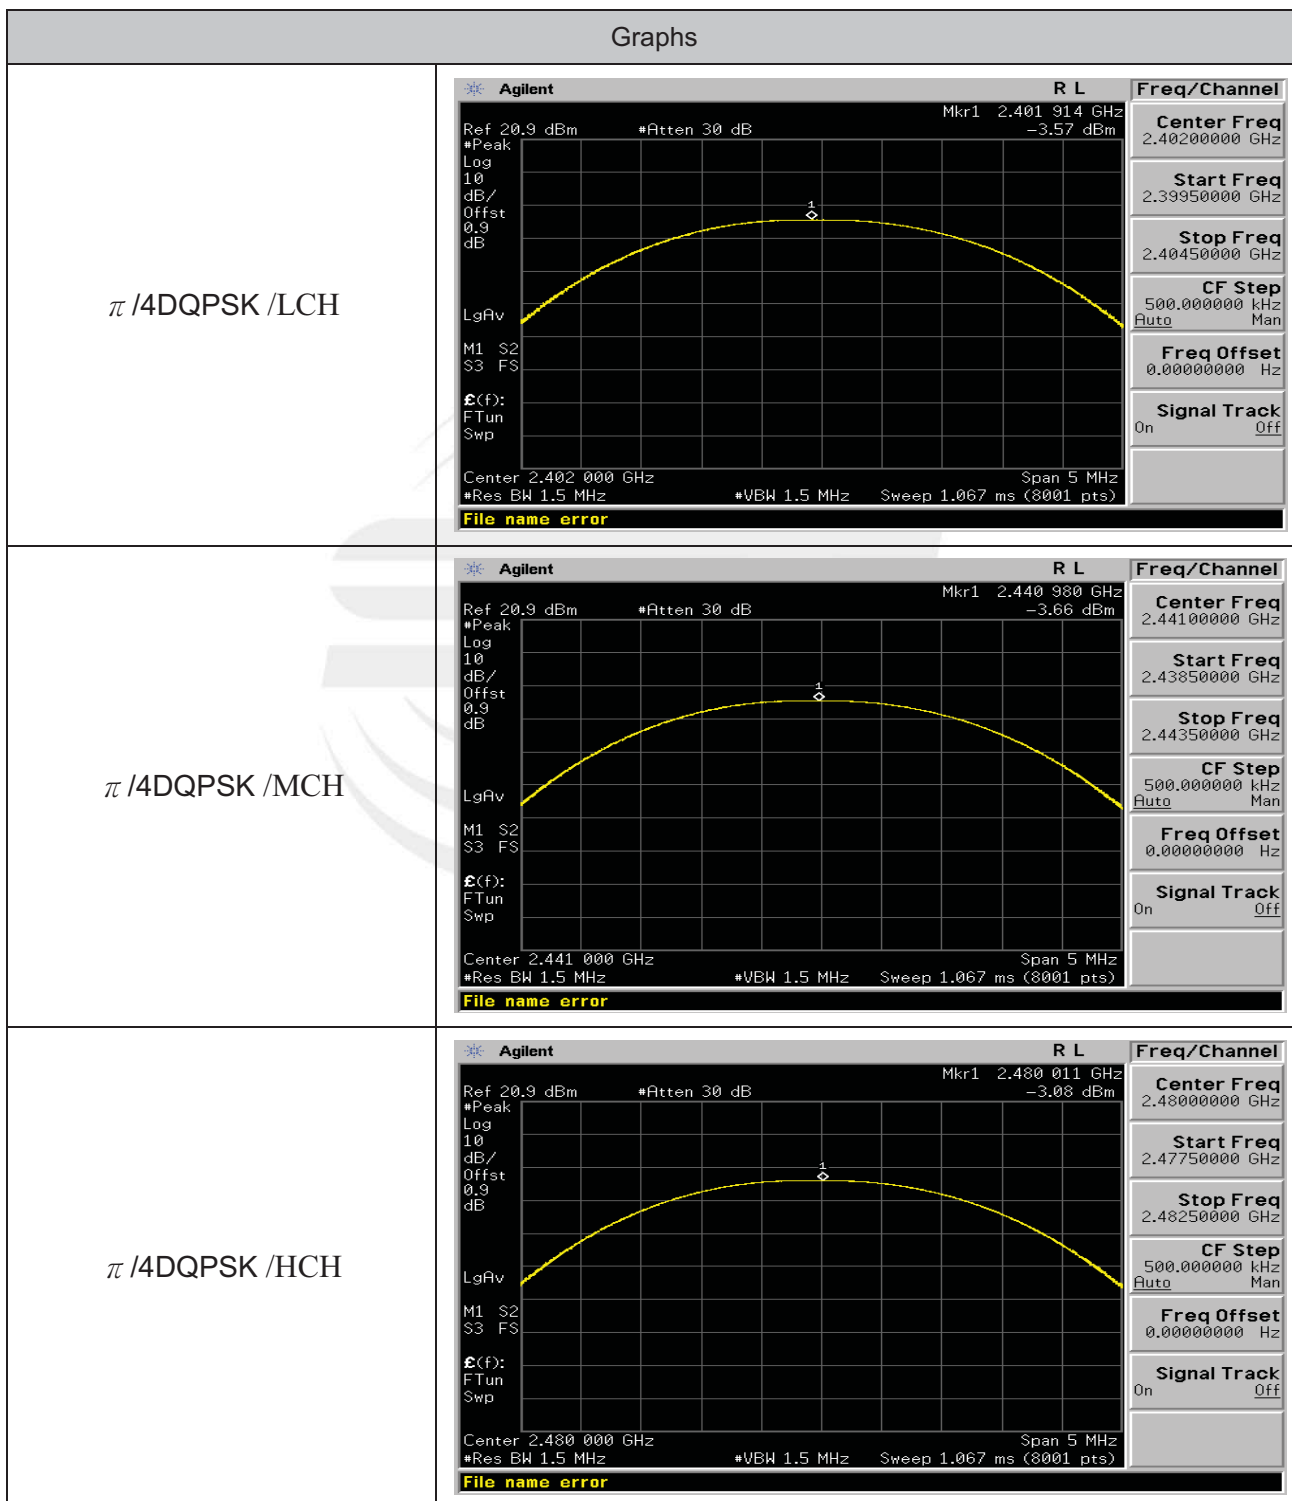 Graphs
π /4DQPSK /LCH
Agilent R L Freq/Channel
Mkr1 2.401 914 GHz
Ref 20.9 dBm #Atten 30 dB -3.57 dBm
#Peak
Log
10
dB/
Offst
0.9
dB
1
LgAv
M1 S2
S3 FS
£(f):
FTun
Swp
Center 2.402 000 GHz Span 5 MHz
#Res BW 1.5 MHz #VBW 1.5 MHz Sweep 1.067 ms (8001 pts)
File name error
Center Freq
2.40200000 GHz
Start Freq
2.39950000 GHz
Stop Freq
2.40450000 GHz
CF Step
500.000000 kHz
Auto Man
Freq Offset
0.00000000 Hz
Signal Track
On Off
π /4DQPSK /MCH
Agilent R L Freq/Channel
Mkr1 2.440 980 GHz
Ref 20.9 dBm #Atten 30 dB -3.66 dBm
#Peak
Log
10
dB/
Offst
0.9
dB
1
LgAv
M1 S2
S3 FS
£(f):
FTun
Swp
Center 2.441 000 GHz Span 5 MHz
#Res BW 1.5 MHz #VBW 1.5 MHz Sweep 1.067 ms (8001 pts)
File name error
Center Freq
2.44100000 GHz
Start Freq
2.43850000 GHz
Stop Freq
2.44350000 GHz
CF Step
500.000000 kHz
Auto Man
Freq Offset
0.00000000 Hz
Signal Track
On Off
π /4DQPSK /HCH
Agilent R L Freq/Channel
Mkr1 2.480 011 GHz
Ref 20.9 dBm #Atten 30 dB -3.08 dBm
#Peak
Log
10
dB/
Offst
0.9
dB
1
LgAv
M1 S2
S3 FS
£(f):
FTun
Swp
Center 2.480 000 GHz Span 5 MHz
#Res BW 1.5 MHz #VBW 1.5 MHz Sweep 1.067 ms (8001 pts)
File name error
Center Freq
2.48000000 GHz
Start Freq
2.47750000 GHz
Stop Freq
2.48250000 GHz
CF Step
500.000000 kHz
Auto Man
Freq Offset
0.00000000 Hz
Signal Track
On Off